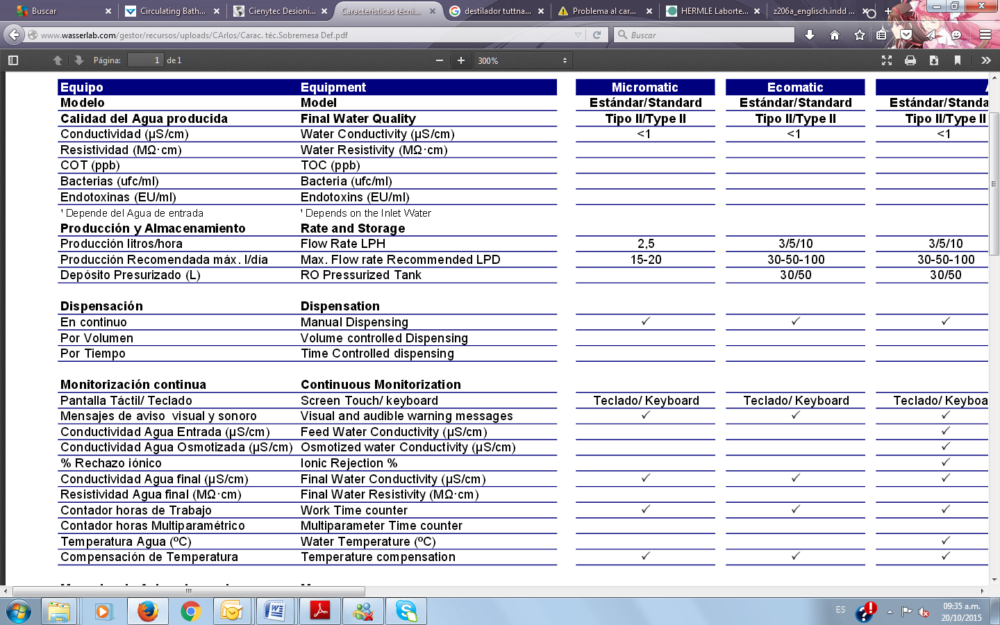 Buscar
Circulating Bath...
Cienytec Desioni...
Características técni...
destilador tuttna...
Problema al car...
HERMLE Laborte...
z206a_englisch.indd
www.wasserlab.com/gestor/recursos/uploads/CArlos/Carac. téc.Sobremesa Def.pdf
Buscar
Página: 1 de 1
300%
Equipo Equipment Micromatic Ecomatic
Modelo Model Estándar/Standard Estándar/Standard Estándar/Standa
Calidad del Agua producida Final Water Quality Tipo II/Type II Tipo II/Type II Tipo II/Type II
Conductividad (µS/cm) Water Conductivity (µS/cm) <1 <1 <1
Resistividad (MΩ·cm) Water Resistivity (MΩ·cm)
COT (ppb) TOC (ppb)
Bacterias (ufc/ml) Bacteria (ufc/ml)
Endotoxinas (EU/ml) Endotoxins (EU/ml)
¹ Depende del Agua de entrada ¹ Depends on the Inlet Water
Producción y Almacenamiento Rate and Storage
Producción litros/hora Flow Rate LPH 2,5 3/5/10 3/5/10
Producción Recomendada máx. l/día Max. Flow rate Recommended LPD 15-20 30-50-100 30-50-100
Depósito Presurizado (L) RO Pressurized Tank 30/50 30/50
Dispensación Dispensation
En continuo Manual Dispensing ✓ ✓ ✓
Por Volumen Volume controlled Dispensing
Por Tiempo Time Controlled dispensing
Monitorización continua Continuous Monitorization
Pantalla Táctil/ Teclado Screen Touch/ keyboard Teclado/ Keyboard Teclado/ Keyboard Teclado/ Keyboa
Mensajes de aviso visual y sonoro Visual and audible warning messages ✓ ✓ ✓
Conductividad Agua Entrada (µS/cm) Feed Water Conductivity (µS/cm) ✓
Conductividad Agua Osmotizada (µS/cm) Osmotized water Conductivity (µS/cm) ✓
% Rechazo iónico Ionic Rejection % ✓
Conductividad Agua final (µS/cm) Final Water Conductivity (µS/cm) ✓ ✓ ✓
Resistividad Agua final (MΩ·cm) Final Water Resistivity (MΩ·cm)
Contador horas de Trabajo Work Time counter ✓ ✓ ✓
Contador horas Multiparamétrico Multiparameter Time counter
Temperatura Agua (ºC) Water Temperature (ºC) ✓
Compensación de Temperatura Temperature compensation ✓ ✓ ✓
ES
09:35 a.m.
20/10/2015